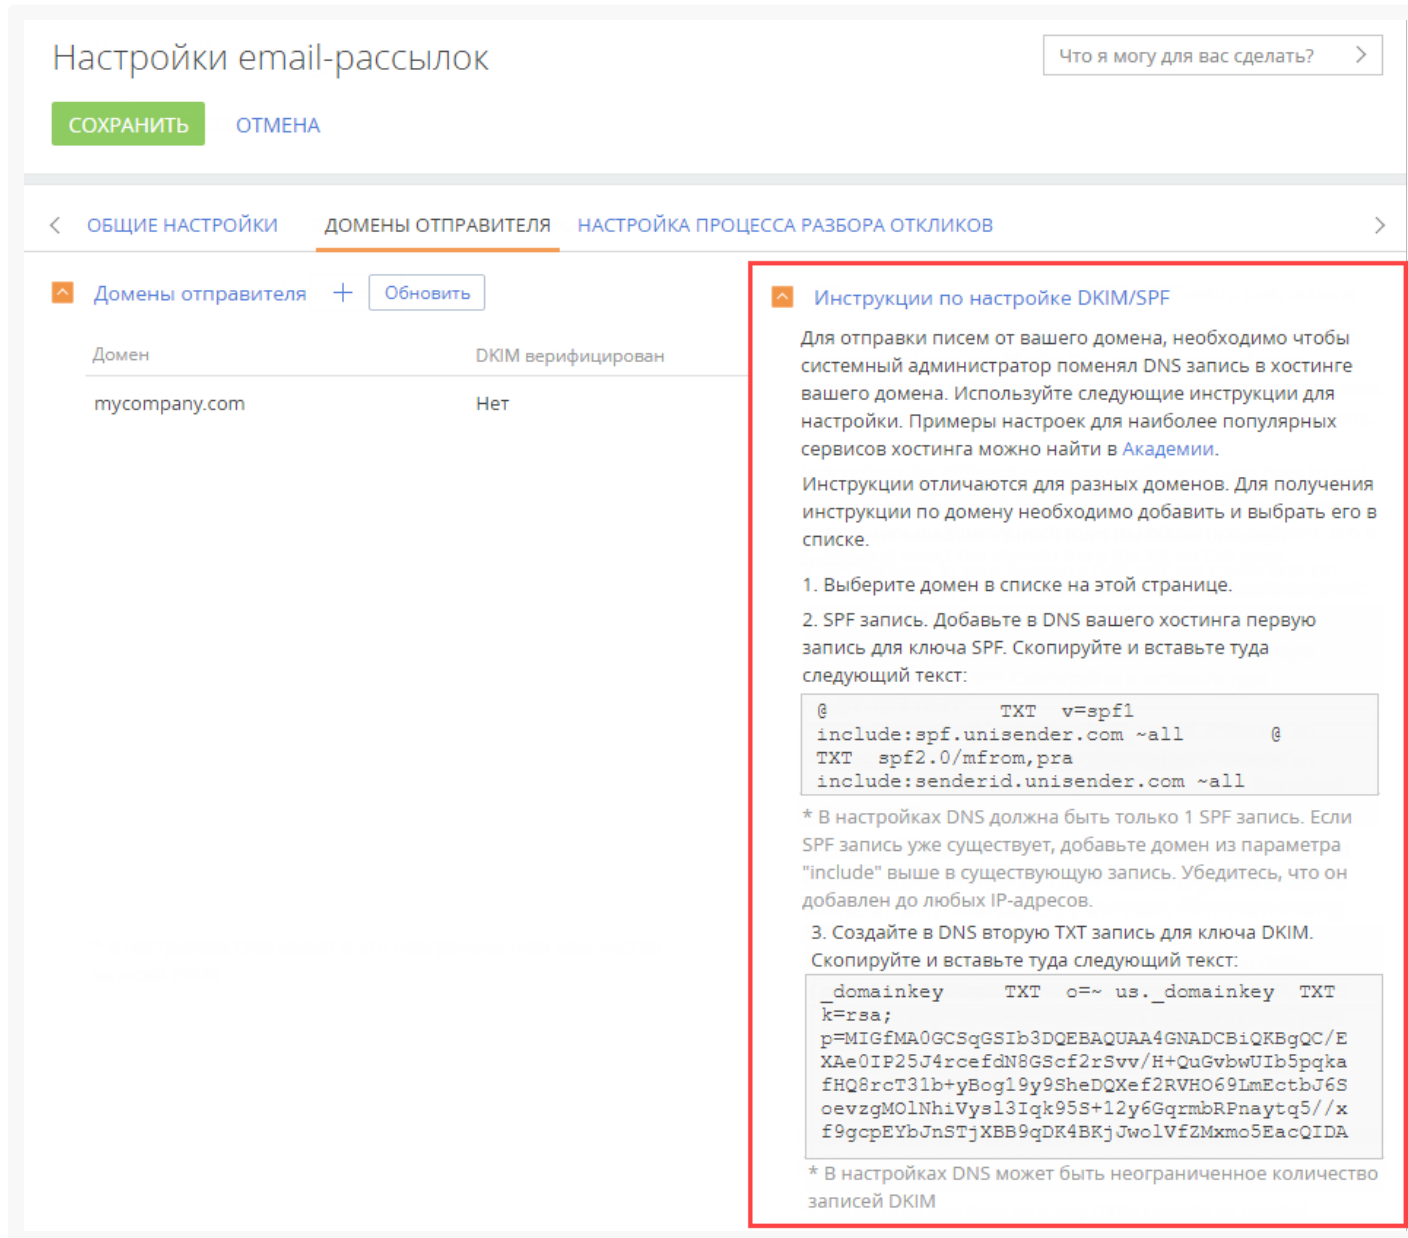 Настройки email-рассылок
Что я могу для вас сделать?
СОХРАНИТЬ ОТМЕНА
ОБЩИЕ НАСТРОЙКИ ДОМЕНЫ ОТПРАВИТЕЛЯ НАСТРОЙКА ПРОЦЕССА РАЗБОРА ОТКЛИКОВ
Домены отправителя + Обновить
Домен DKIM верифицирован
mycompany.com Нет
Инструкции по настройке DKIM/SPF
Для отправки писем от вашего домена, необходимо чтобы
системный администратор поменял DNS запись в хостинге
вашего домена. Используйте следующие инструкции для
настройки. Примеры настроек для наиболее популярных
сервисов хостинга можно найти в Академии.
Инструкции отличаются для разных доменов. Для получения
инструкции по домену необходимо добавить и выбрать его в
списке.
1. Выберите домен в списке на этой странице.
2. SPF запись. Добавьте в DNS вашего хостинга первую
запись для ключа SPF. Скопируйте и вставьте туда
следующий текст:
@ TXT v=spf1
include:spf.unisender.com ~all @
TXT spf2.0/mfrom,pra
include:senderid.unisender.com ~all
* В настройках DNS должна быть только 1 SPF запись. Если
SPF запись уже существует, добавьте домен из параметра
"include" выше в существующую запись. Убедитесь, что он
добавлен до любых IP-адресов.
3. Создайте в DNS вторую TXT запись для ключа DKIM.
Скопируйте и вставьте туда следующий текст:
_domainkey TXT o=~ us._domainkey TXT
k=rsa;
p=MIGfMA0GCSqGSIb3DQEBAQUAA4GNADCBiQKBgQC/E
XAe0IP25J4rcefdN8GScf2rSvv/H+QuGvbwUIb5pqka
fHQ8rcT31b+yBog19y9SheDQXef2RVHO69LmEctbJ6S
oevzgMOlNhiVysl3Iqk95S+12y6GqrmbRPnaytq5//x
f9gcpEYbJnSTjXBB9qDK4BKjJwolVfZMxmo5EacQIDA
* В настройках DNS может быть неограниченное количество
записей DKIM